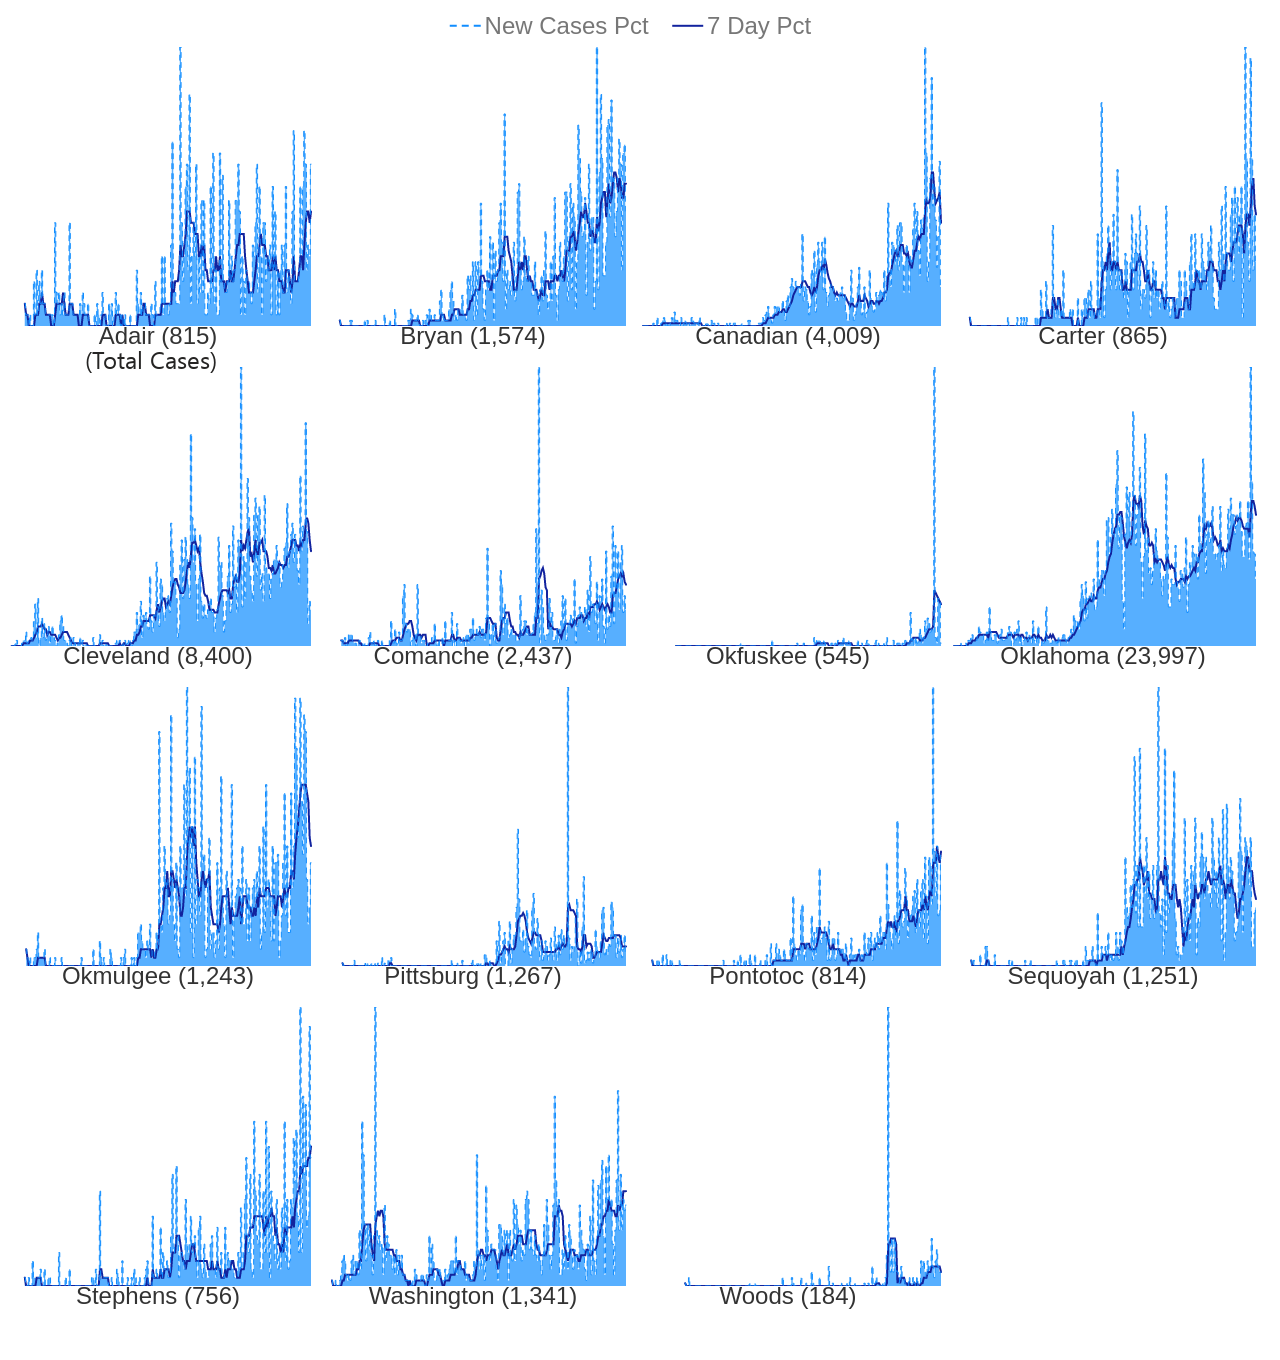 New Cases Pct 7 Day Pct
Adair (815) Bryan (1,574) Canadian (4,009) Carter (865)
(Total Cases)
Cleveland (8,400) Comanche (2,437) Okfuskee (545) Oklahoma (23,997)
Okmulgee (1,243) Pittsburg (1,267) Pontotoc (814) Sequoyah (1,251)
Stephens (756) Washington (1,341) Woods (184)